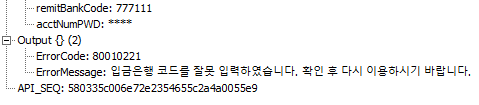 remitBankCode: 777111
acctNumPWD: ****
Output {} (2)
ErrorCode: 80010221
ErrorMessage: 입금은행 코드를 잘못 입력하였습니다. 확인 후 다시 이용하시기 바랍니다.
API_SEQ: 580335c006e72e2354655c2a4a0055e9